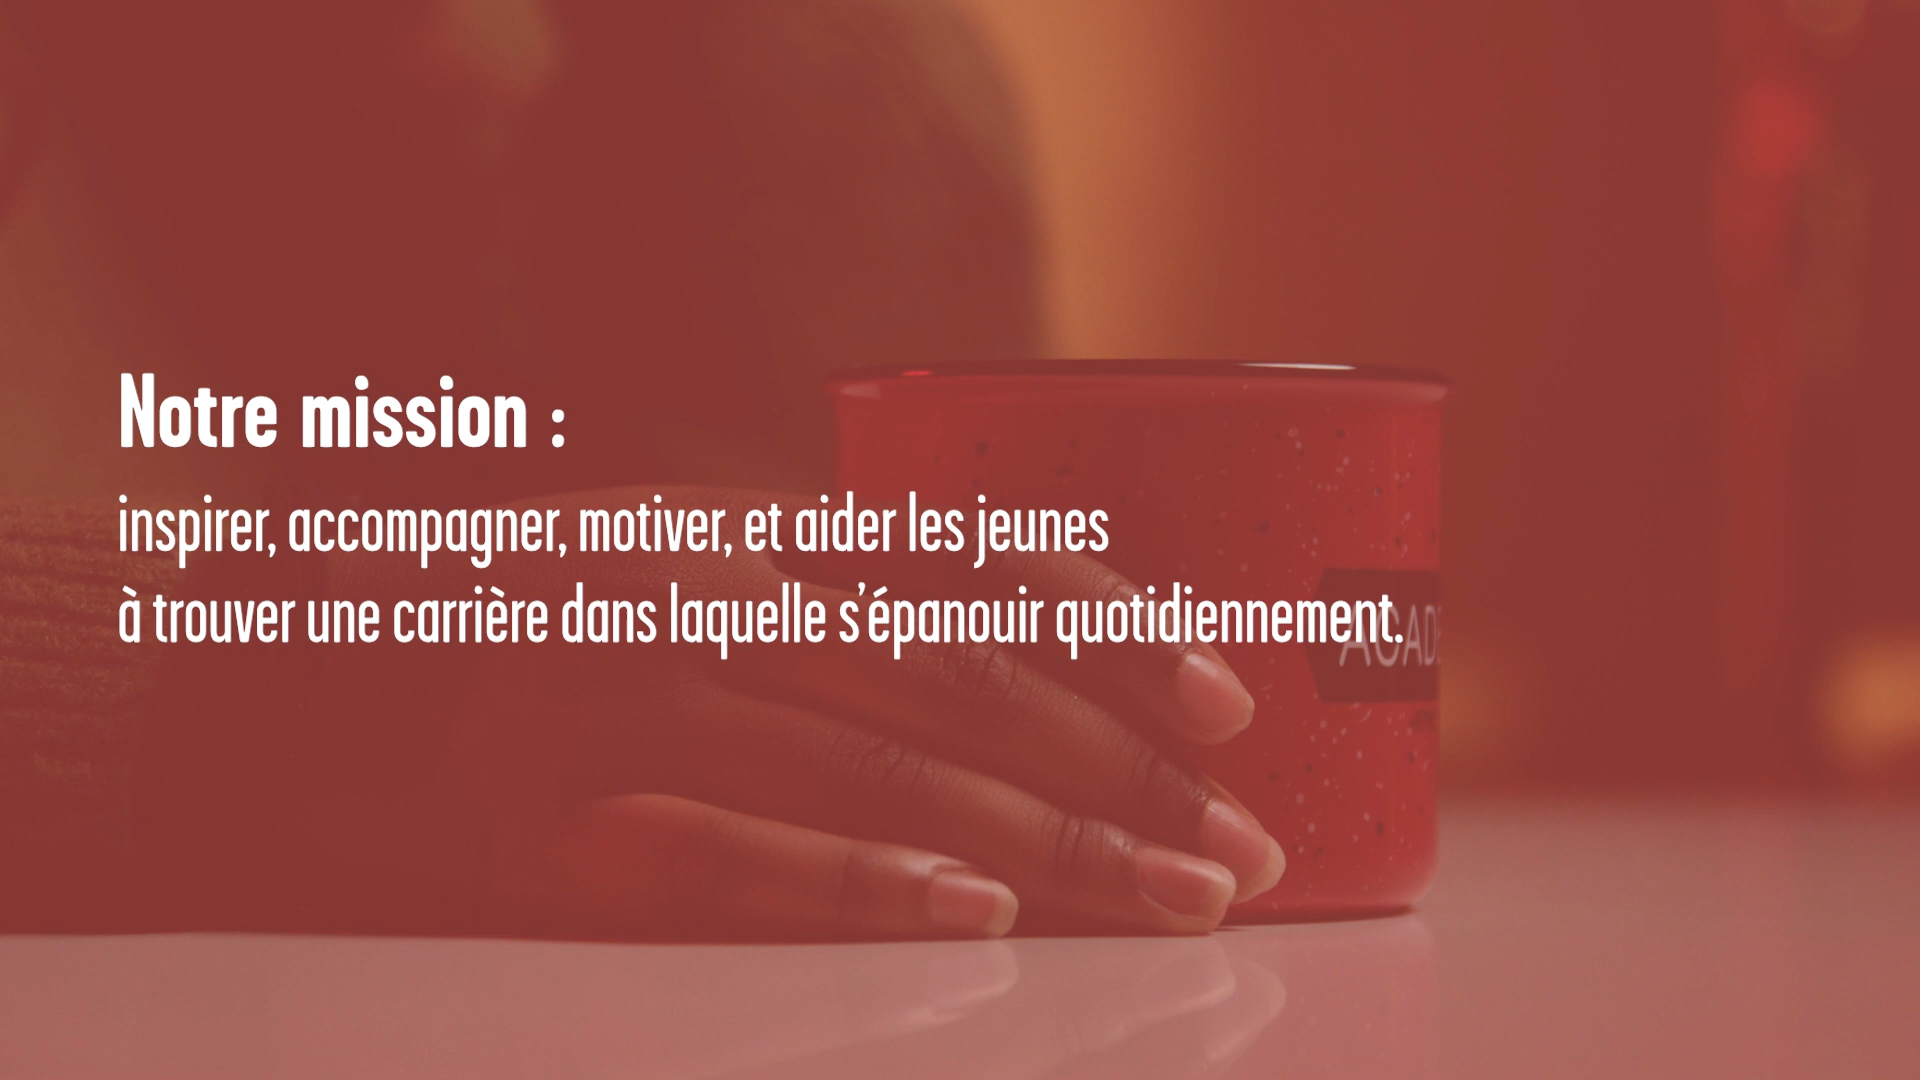 Notre mission :
inspirer, accompagner, motiver, et aider les jeunes
à trouver une carrière dans laquelle s’épanouir quotidiennement.